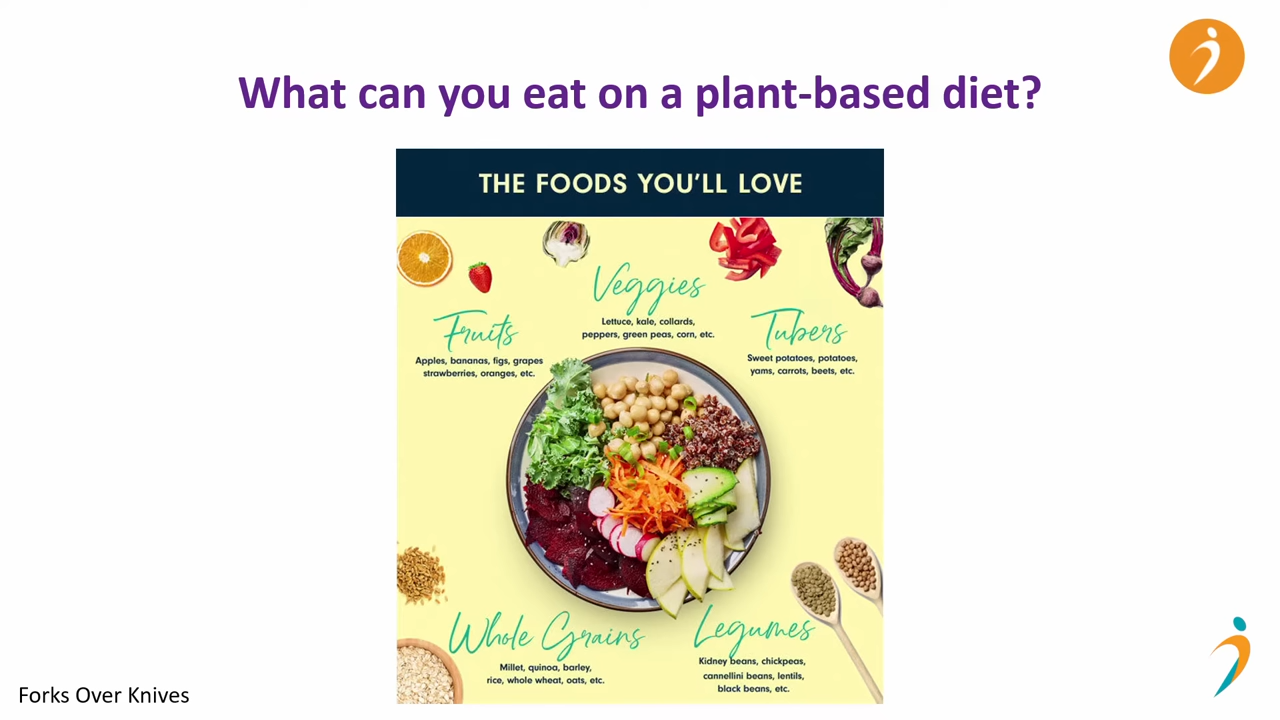 What can you eat on a plant-based diet?
THE FOODS YOU'LL LOVE
Veggies
Lettuce, kale, collards,
peppers, green peas, corn, etc.
Fruits
Apples, bananas, figs, grapes
strawberries, oranges, etc.
Tubers
Sweet potatoes, potatoes,
yams, carrots, beets, etc.
Whole Grains
Millet, quinoa, barley,
rice, whole wheat, oats, etc.
Legumes
Kidney beans, chickpeas,
cannellini beans, lentils,
black beans, etc.
Forks Over Knives